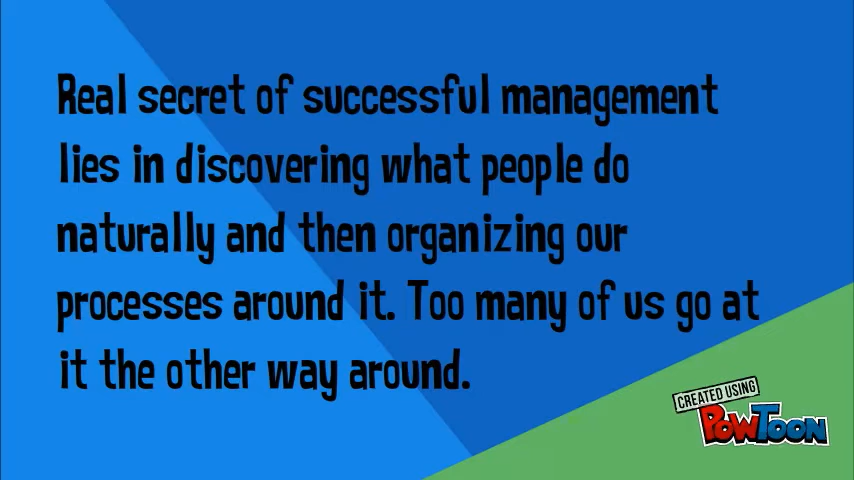 Real secret of successful management
lies in discovering what people do
naturally and then organizing our
processes around it. Too many of us go at
it the other way around.
CREATED USING
POWTOON